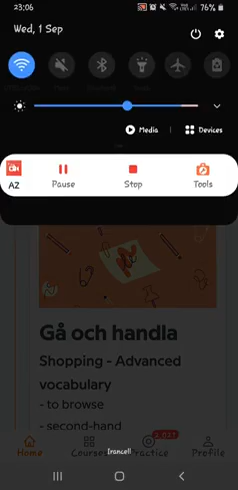 23:06
76%
Wed, 1 Sep
Media
Devices
AZ
Pause
Stop
Tools
Gå och handla
Shopping - Advanced
vocabulary
- to browse
- second-hand
Home
Courses
Practice
Profile